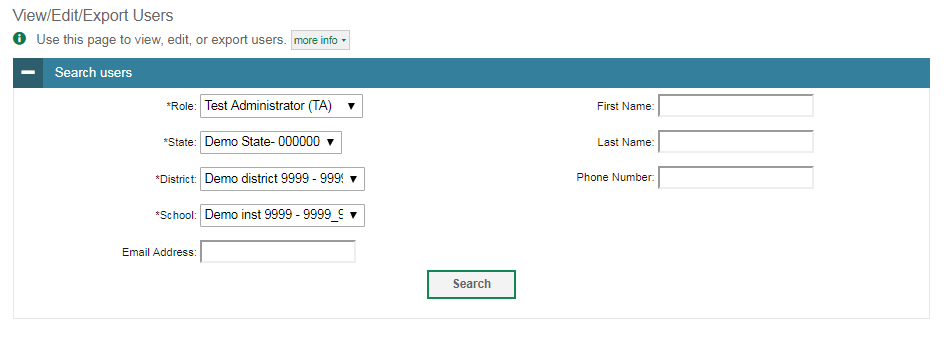 View/Edit/Export Users
Use this page to view, edit, or export users. more info
Search users
*Role: Test Administrator (TA)
First Name:
*State: Demo State- 000000
Last Name:
*District: Demo district 9999 - 999
Phone Number:
*School: Demo inst 9999 - 9999_
Email Address:
Search